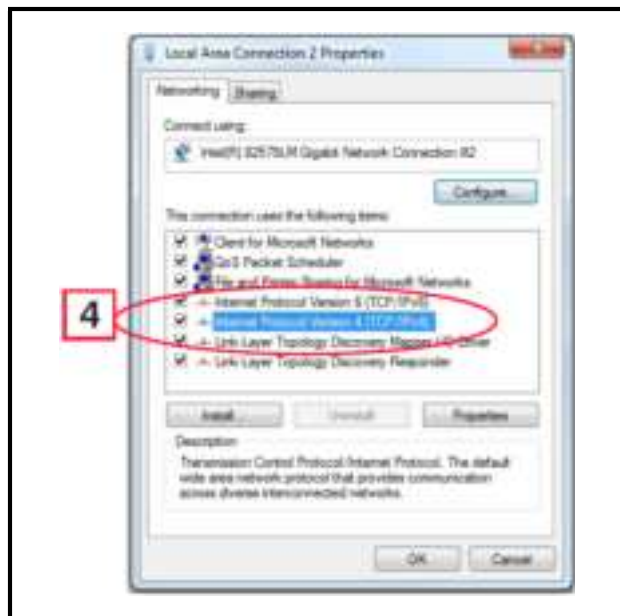 Local Area Connection 2 Properties
Networking
Sharing
Connect using:
Intel(R) 82578LM Gigabit Network Connection #2
Configure...
This connection uses the following items:
Client for Microsoft Networks
QoS Packet Scheduler
File and Printer Sharing for Microsoft Networks
Internet Protocol Version 6 (TCP/IPv6)
4
Internet Protocol Version 4 (TCP/IPv4)
Link-Layer Topology Discovery Mapper I/O Driver
Link-Layer Topology Discovery Responder
Install...
Uninstall
Properties
Description
Transmission Control Protocol/Internet Protocol. The default
wide area network protocol that provides communication
across diverse interconnected networks.
OK
Cancel